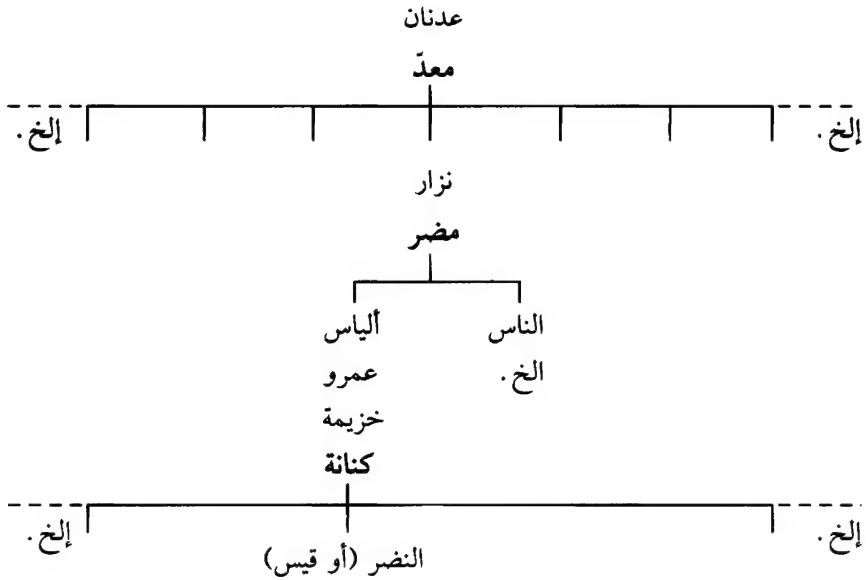 عدنان
معدّ
إلخ. إلخ.
نزار
مضر
الناس ألياس
الخ. عمرو
خزيمة
كنانة
إلخ. إلخ.
النضر (أو قيس)